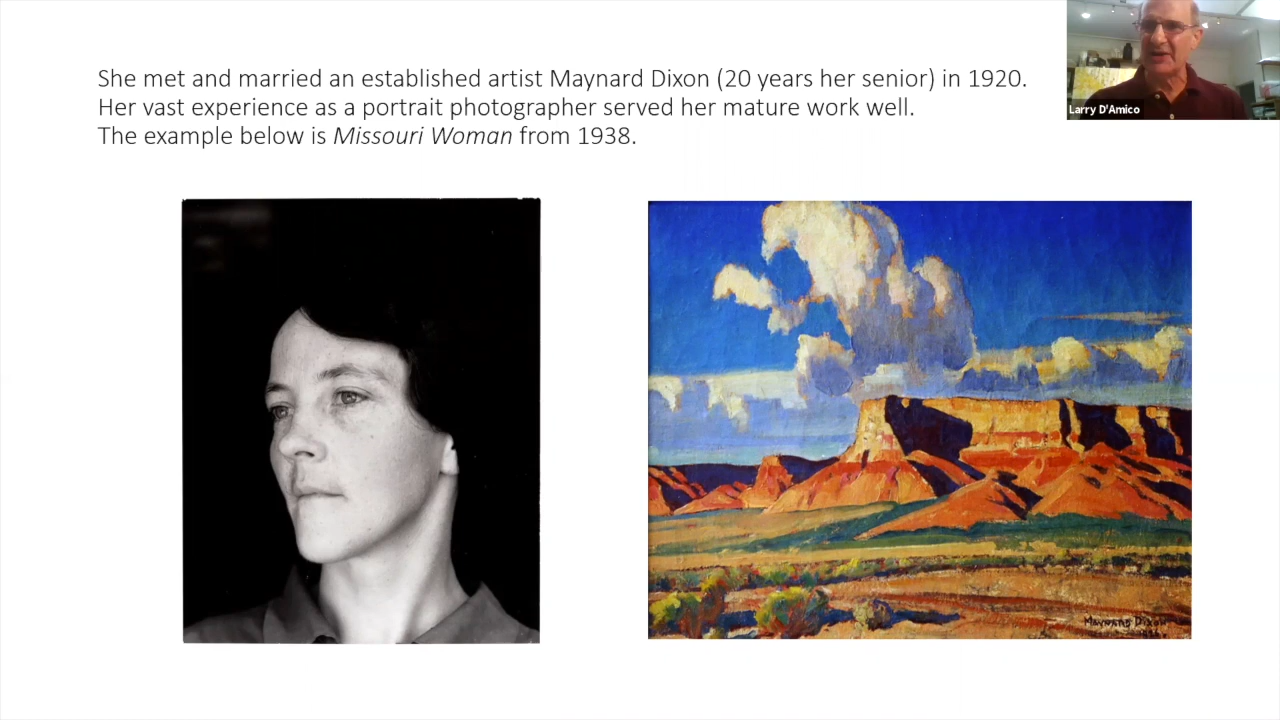 She met and married an established artist Maynard Dixon (20 years her senior) in 1920.
Her vast experience as a portrait photographer served her mature work well.
The example below is Missouri Woman from 1938.
Larry D'Amico
Maynard Dixon